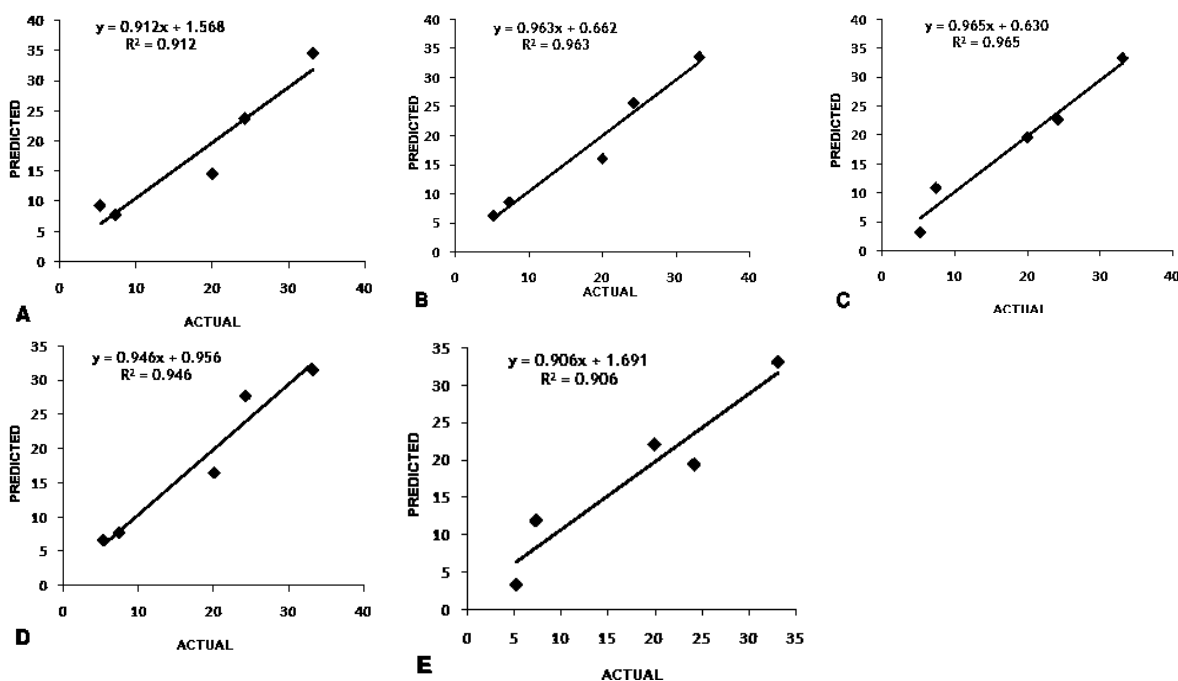 y = 0.912x + 1.568
R² = 0.912
40
35
30
25
20
15
10
5
0
PREDICTED
0 10 20 30 40
ACTUAL
A
y = 0.963x + 0.662
R² = 0.963
40
35
30
25
20
15
10
5
0
PREDICTED
0 10 20 30 40
ACTUAL
B
y = 0.965x + 0.630
R² = 0.965
40
35
30
25
20
15
10
5
0
PREDICTED
0 10 20 30 40
ACTUAL
C
y = 0.946x + 0.956
R² = 0.946
35
30
25
20
15
10
5
0
PREDICTED
0 10 20 30 40
ACTUAL
D
y = 0.906x + 1.691
R² = 0.906
35
30
25
20
15
10
5
0
PREDICTED
0 5 10 15 20 25 30 35
ACTUAL
E